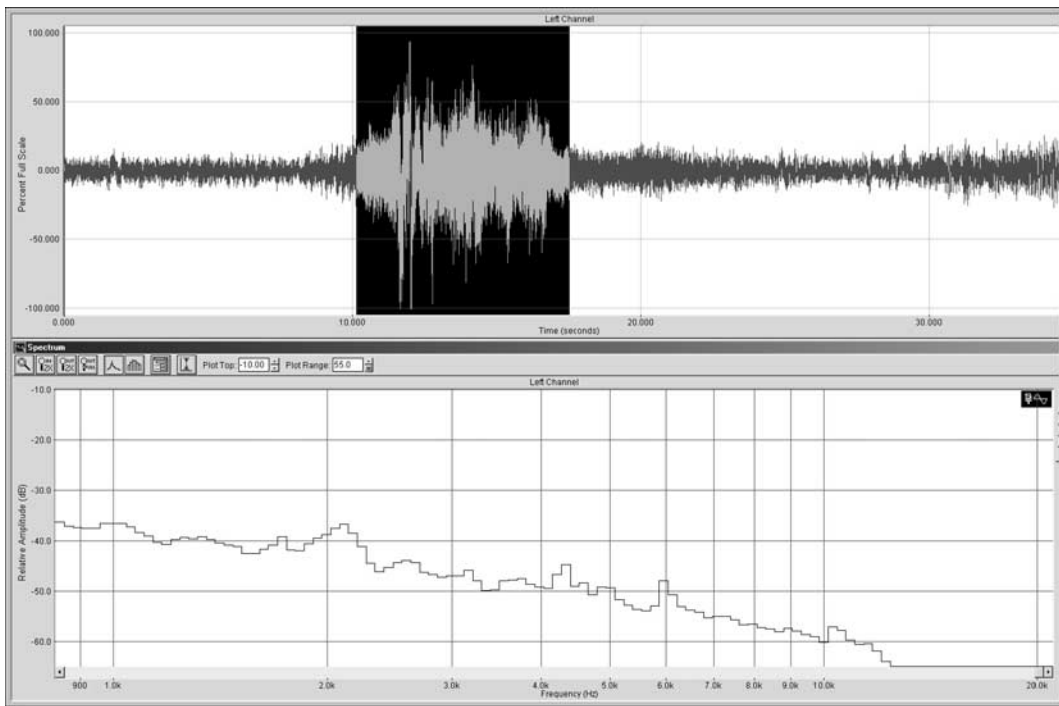 Left Channel
Percent Full Scale
100.000
50.000
0.000
-50.000
-100.000
0.000 10.000 20.000 30.000
Time (seconds)
Spectrum
Plot Top: -10.00 Plot Range: 55.0
Left Channel
Relative Amplitude (dB)
-10.0
-20.0
-30.0
-40.0
-50.0
-60.0
900 1.0k 2.0k 3.0k 4.0k 5.0k 6.0k 7.0k 8.0k 9.0k 10.0k 20.0k
Frequency (Hz)